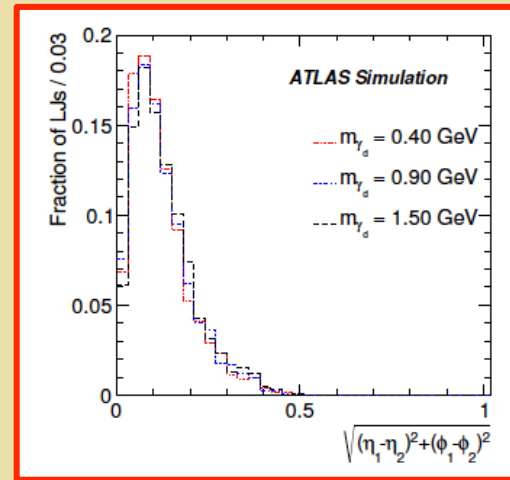 0.2
ATLAS Simulation
Fraction of LJs / 0.03
0.15
m_γd = 0.40 GeV
m_γd = 0.90 GeV
0.1
m_γd = 1.50 GeV
0.05
0
0 0.5 1
√(η₁-η₂)²+(ϕ₁-ϕ₂)²